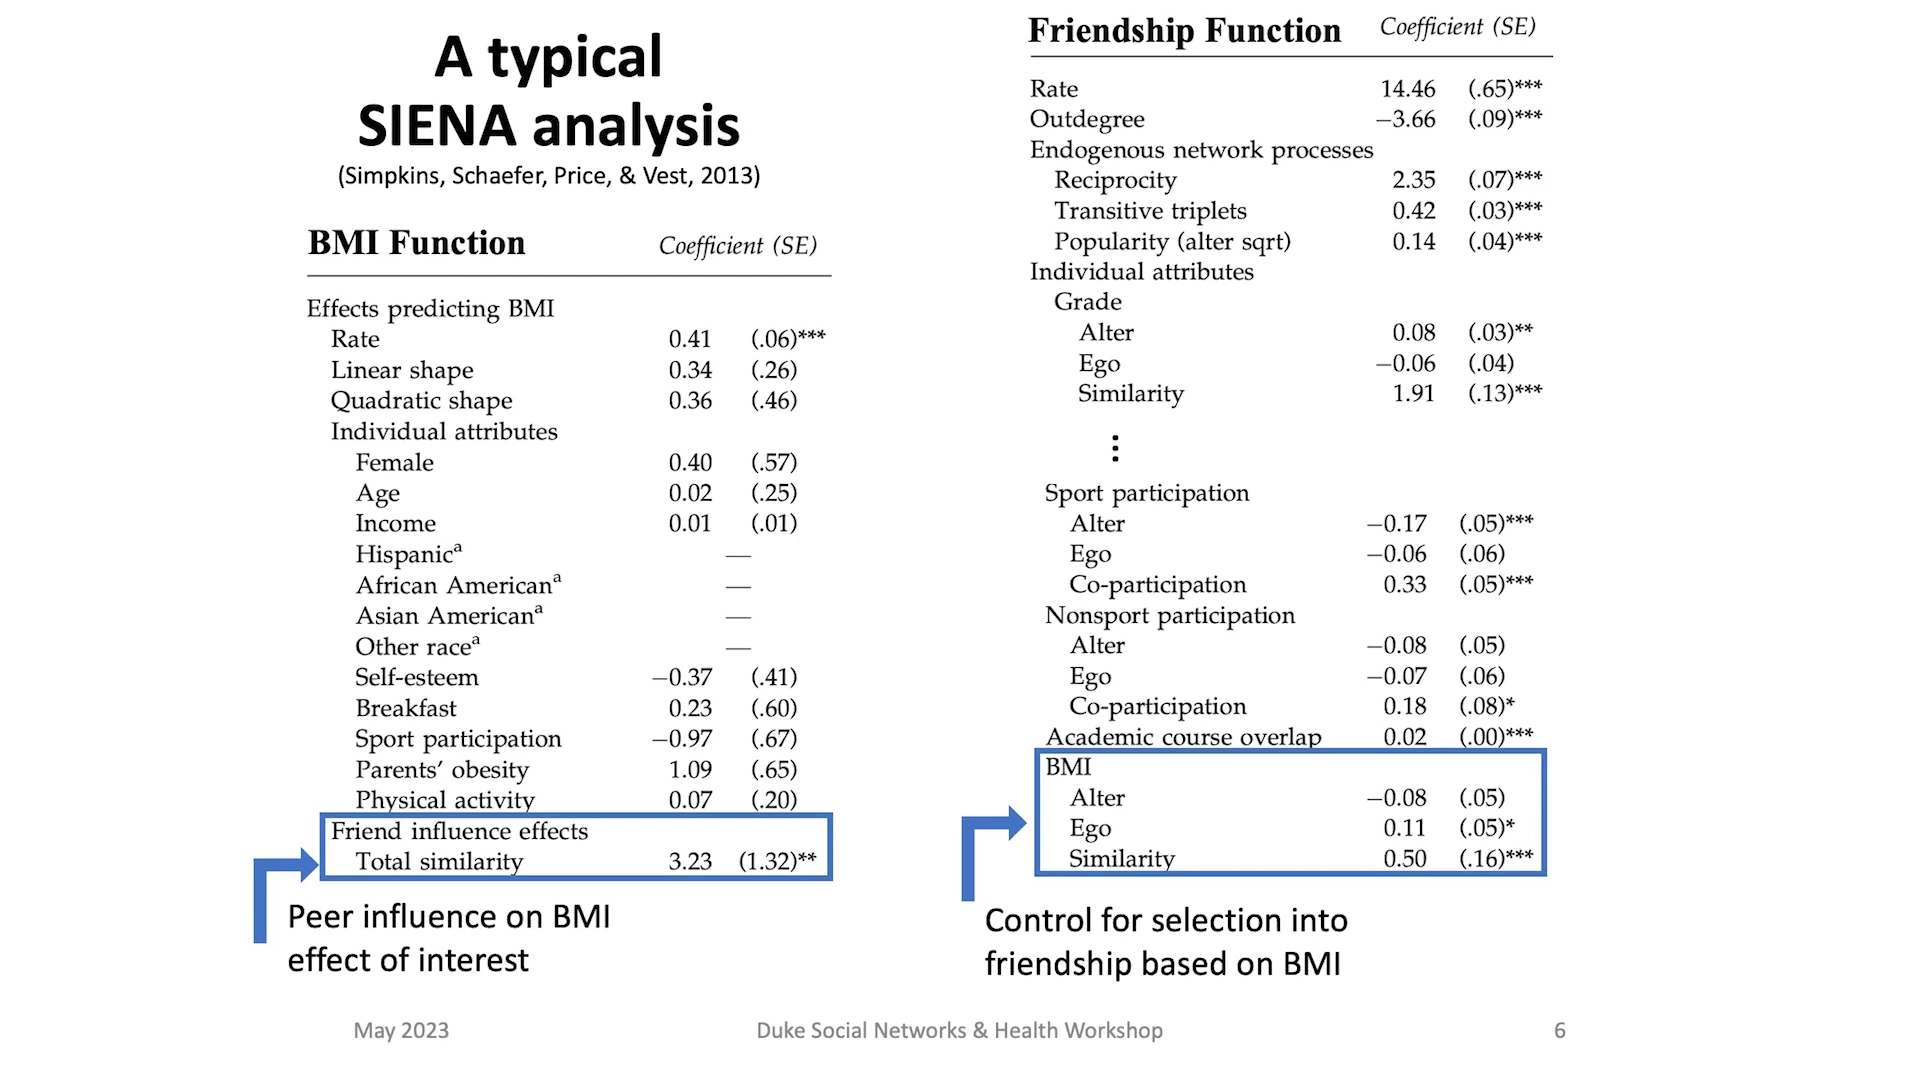 A typical
SIENA analysis
(Simpkins, Schaefer, Price, & Vest, 2013)
BMI Function Coefficient (SE)
Effects predicting BMI
Rate 0.41 (.06)***
Linear shape 0.34 (.26)
Quadratic shape 0.36 (.46)
Individual attributes
Female 0.40 (.57)
Age 0.02 (.25)
Income 0.01 (.01)
Hispanicᵃ —
African Americanᵃ —
Asian Americanᵃ —
Other raceᵃ —
Self-esteem −0.37 (.41)
Breakfast 0.23 (.60)
Sport participation −0.97 (.67)
Parents’ obesity 1.09 (.65)
Physical activity 0.07 (.20)
Friend influence effects
Total similarity 3.23 (1.32)**
Peer influence on BMI
effect of interest
Friendship Function Coefficient (SE)
Rate 14.46 (.65)***
Outdegree −3.66 (.09)***
Endogenous network processes
Reciprocity 2.35 (.07)***
Transitive triplets 0.42 (.03)***
Popularity (alter sqrt) 0.14 (.04)***
Individual attributes
Grade
Alter 0.08 (.03)**
Ego −0.06 (.04)
Similarity 1.91 (.13)***
⋮
Sport participation
Alter −0.17 (.05)***
Ego −0.06 (.06)
Co-participation 0.33 (.05)***
Nonsport participation
Alter −0.08 (.05)
Ego −0.07 (.06)
Co-participation 0.18 (.08)*
Academic course overlap 0.02 (.00)***
BMI
Alter −0.08 (.05)
Ego 0.11 (.05)*
Similarity 0.50 (.16)***
Control for selection into
friendship based on BMI
May 2023 Duke Social Networks & Health Workshop 6